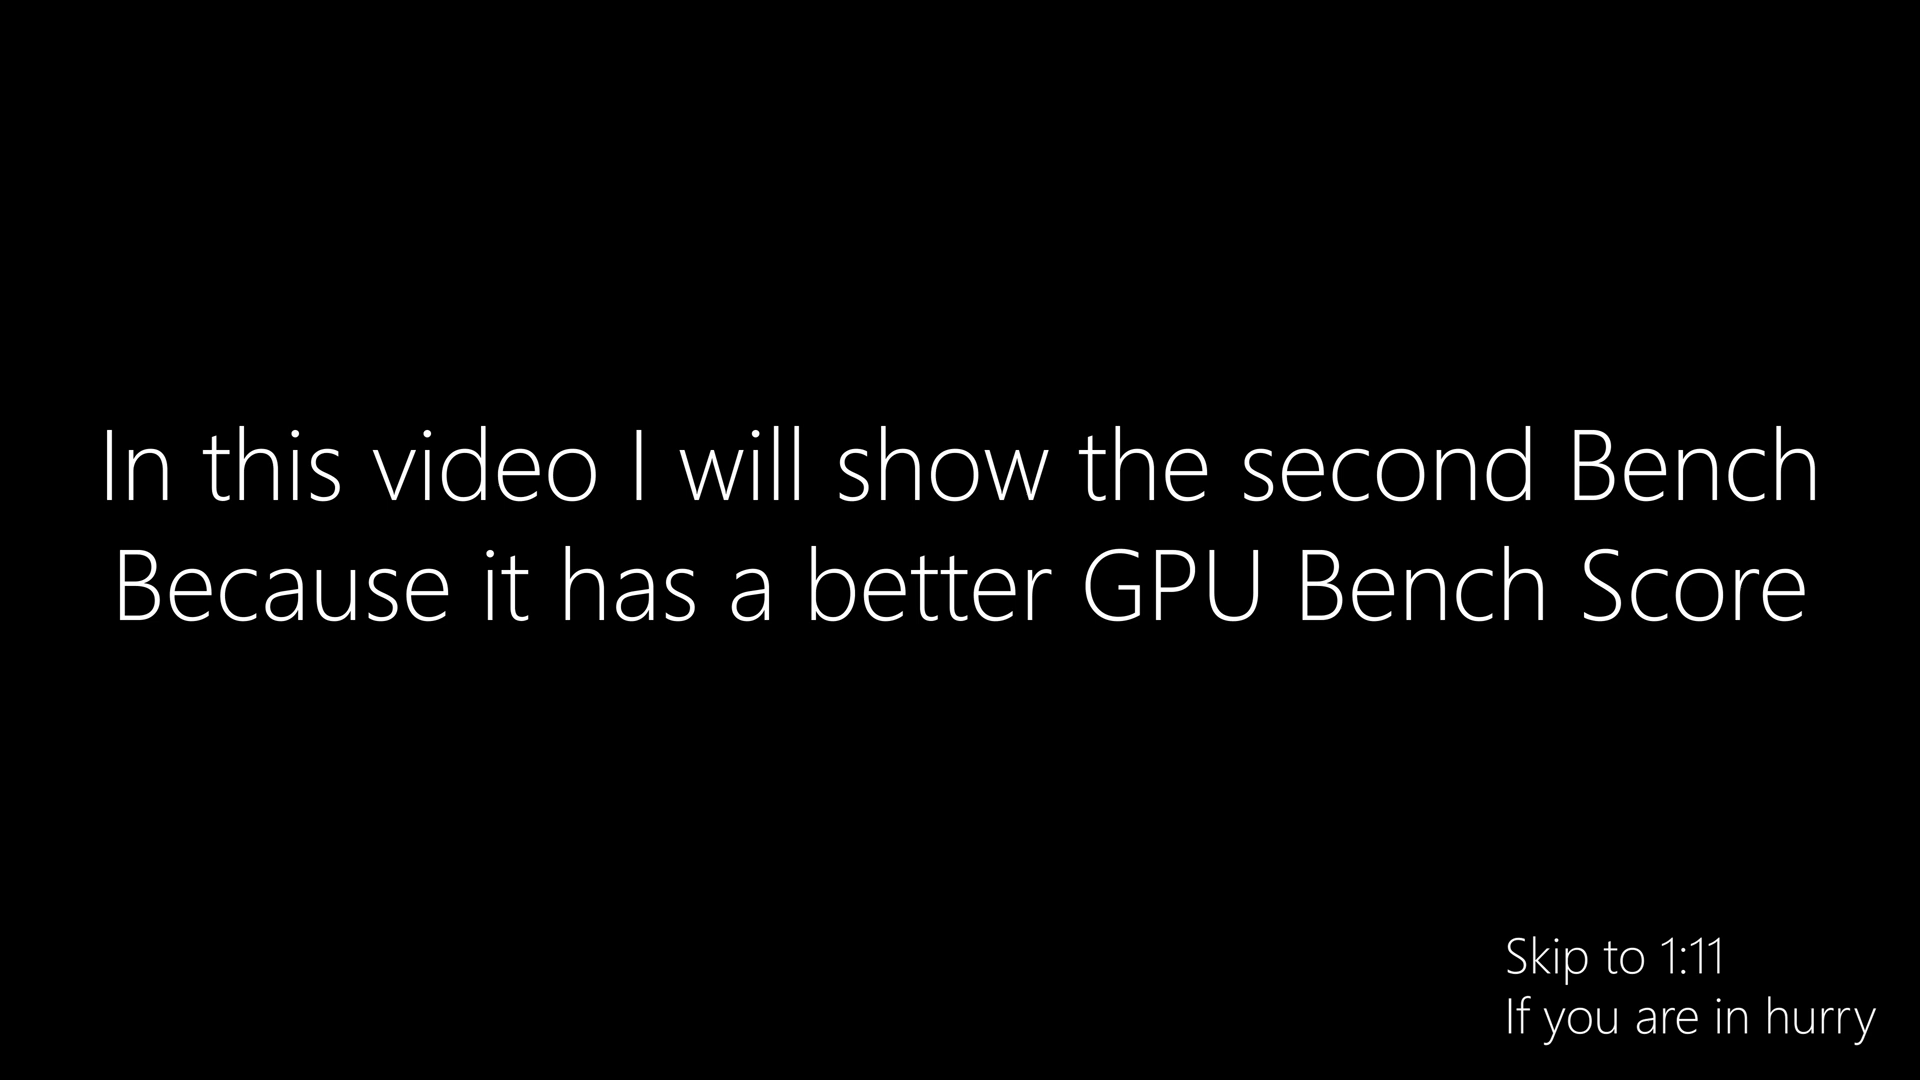 In this video I will show the second Bench
Because it has a better GPU Bench Score
Skip to 1:11
If you are in hurry